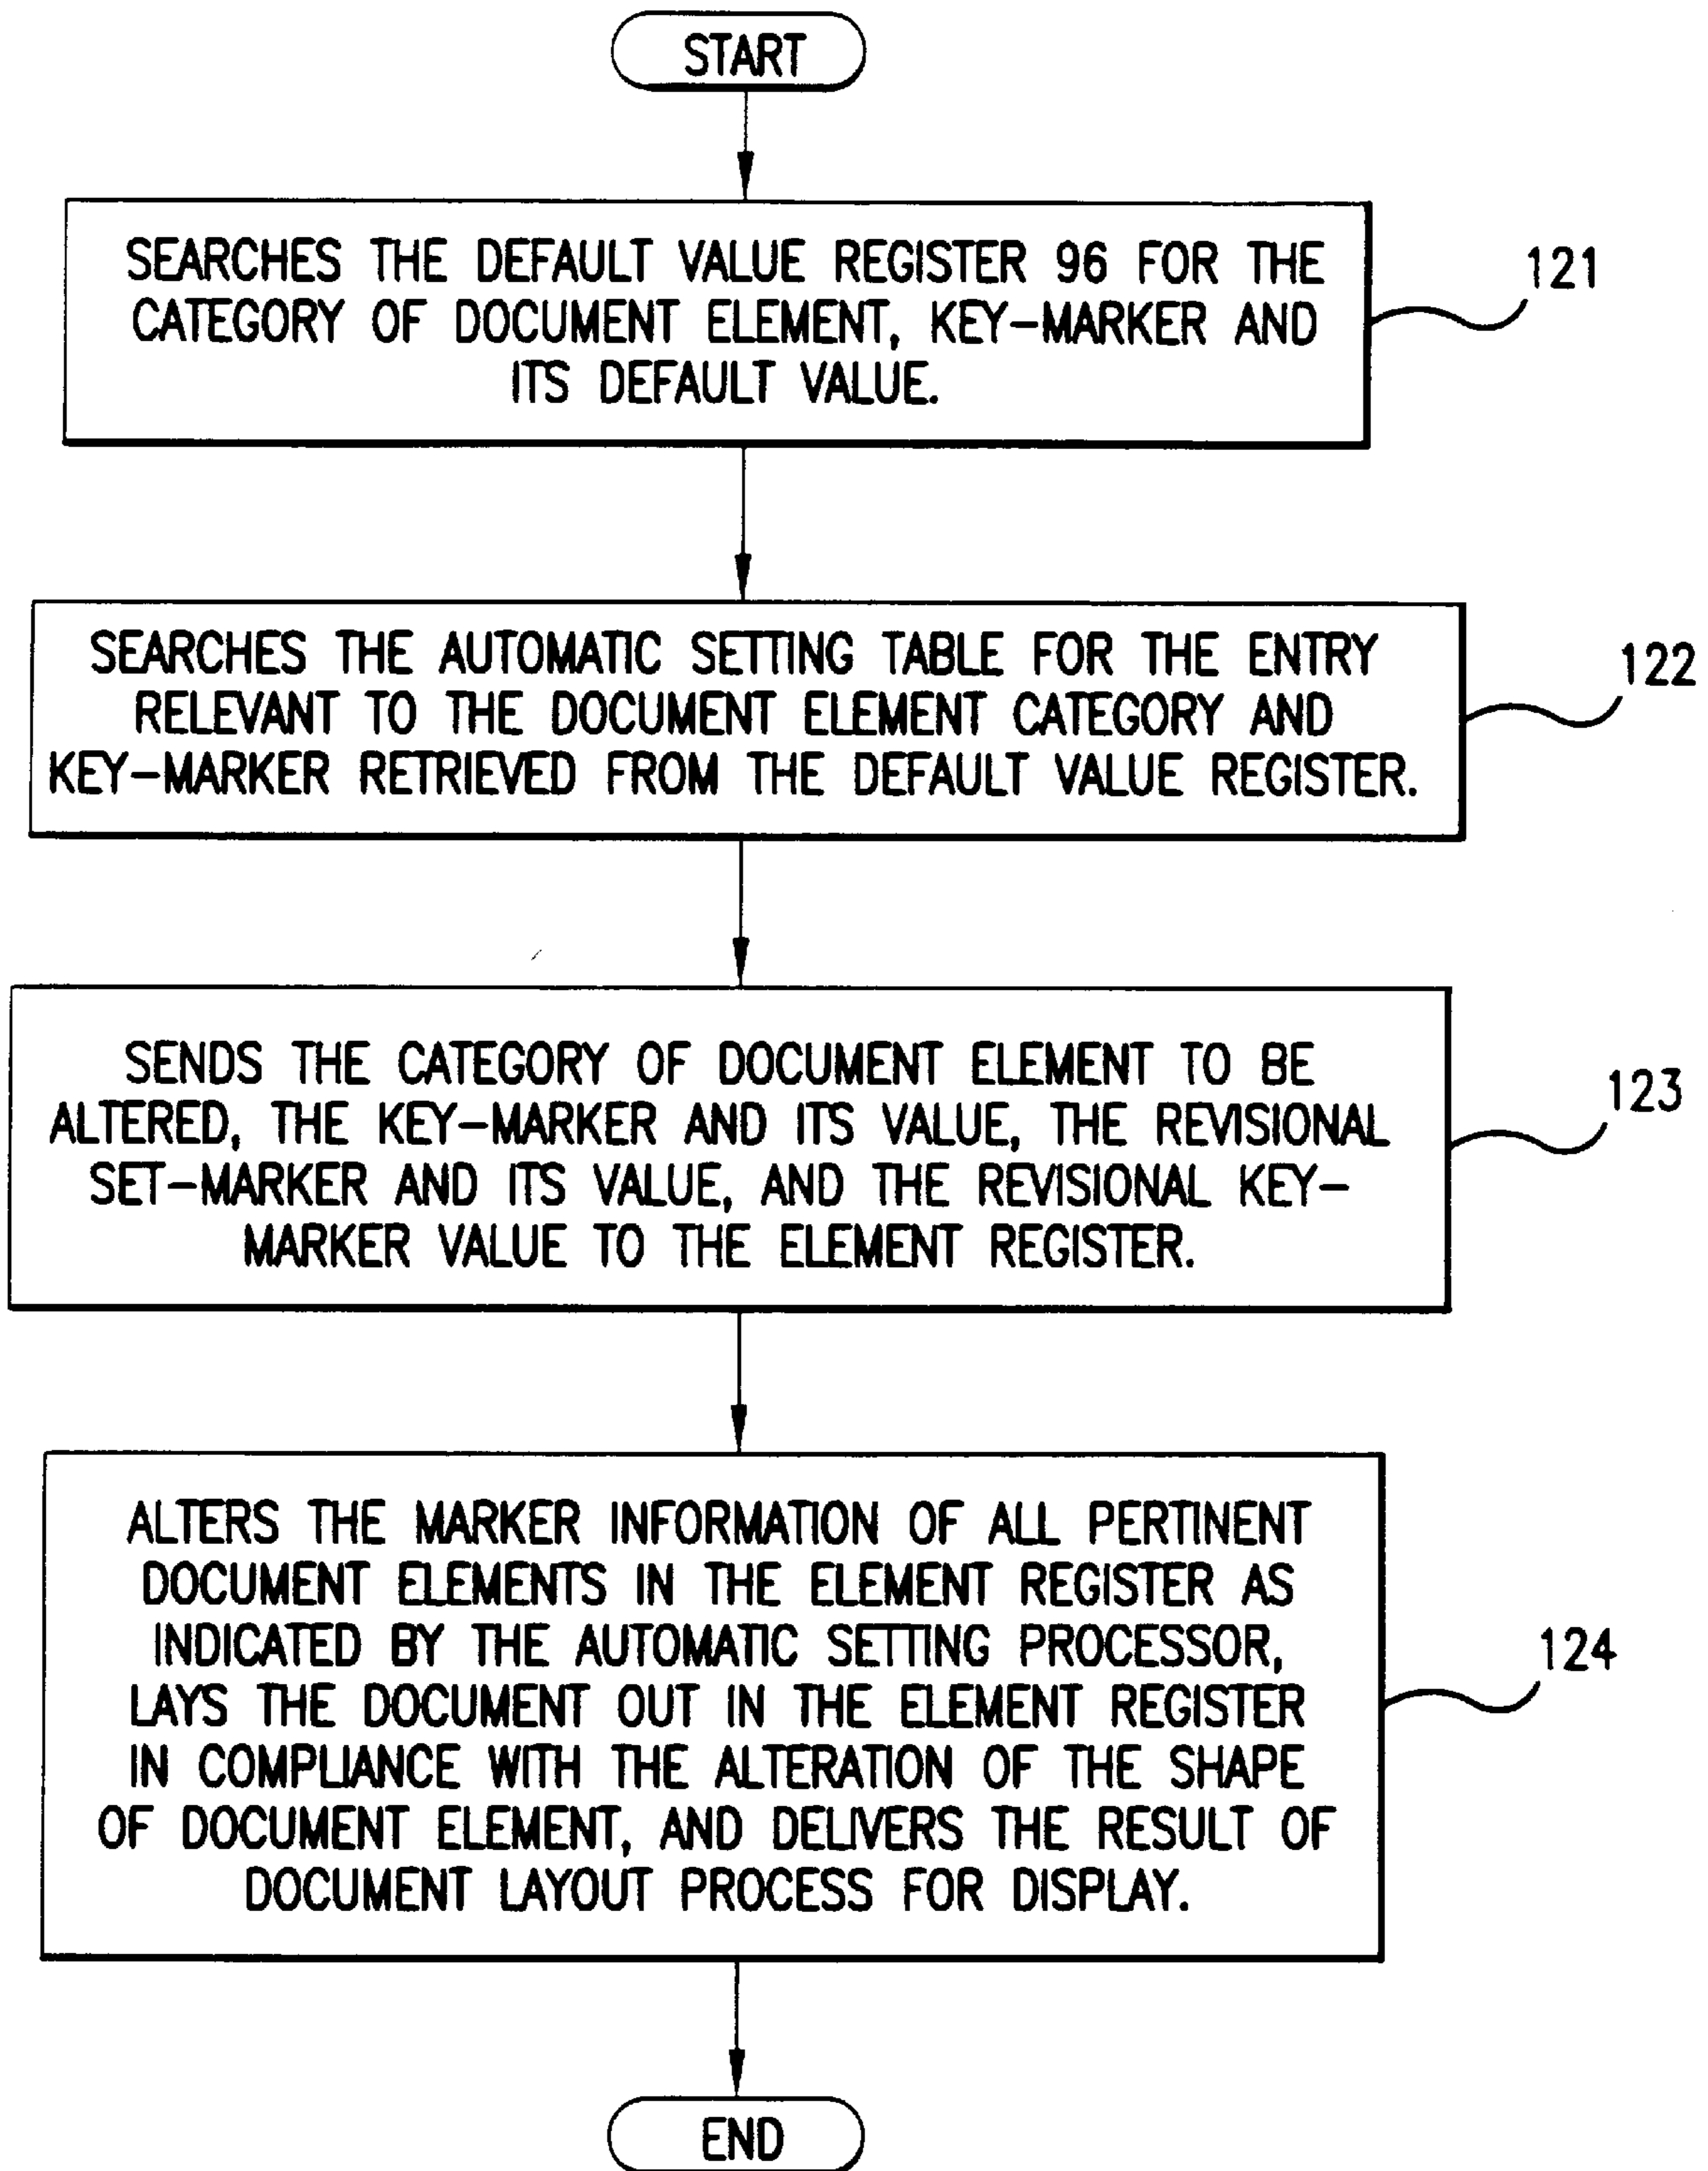 START
SEARCHES THE DEFAULT VALUE REGISTER 96 FOR THE
CATEGORY OF DOCUMENT ELEMENT, KEY-MARKER AND
ITS DEFAULT VALUE.
121
SEARCHES THE AUTOMATIC SETTING TABLE FOR THE ENTRY
RELEVANT TO THE DOCUMENT ELEMENT CATEGORY AND
KEY-MARKER RETRIEVED FROM THE DEFAULT VALUE REGISTER.
122
SENDS THE CATEGORY OF DOCUMENT ELEMENT TO BE
ALTERED, THE KEY-MARKER AND ITS VALUE, THE REVISIONAL
SET-MARKER AND ITS VALUE, AND THE REVISIONAL KEY-
MARKER VALUE TO THE ELEMENT REGISTER.
123
ALTERS THE MARKER INFORMATION OF ALL PERTINENT
DOCUMENT ELEMENTS IN THE ELEMENT REGISTER AS
INDICATED BY THE AUTOMATIC SETTING PROCESSOR,
LAYS THE DOCUMENT OUT IN THE ELEMENT REGISTER
IN COMPLIANCE WITH THE ALTERATION OF THE SHAPE
OF DOCUMENT ELEMENT, AND DELIVERS THE RESULT OF
DOCUMENT LAYOUT PROCESS FOR DISPLAY.
124
END